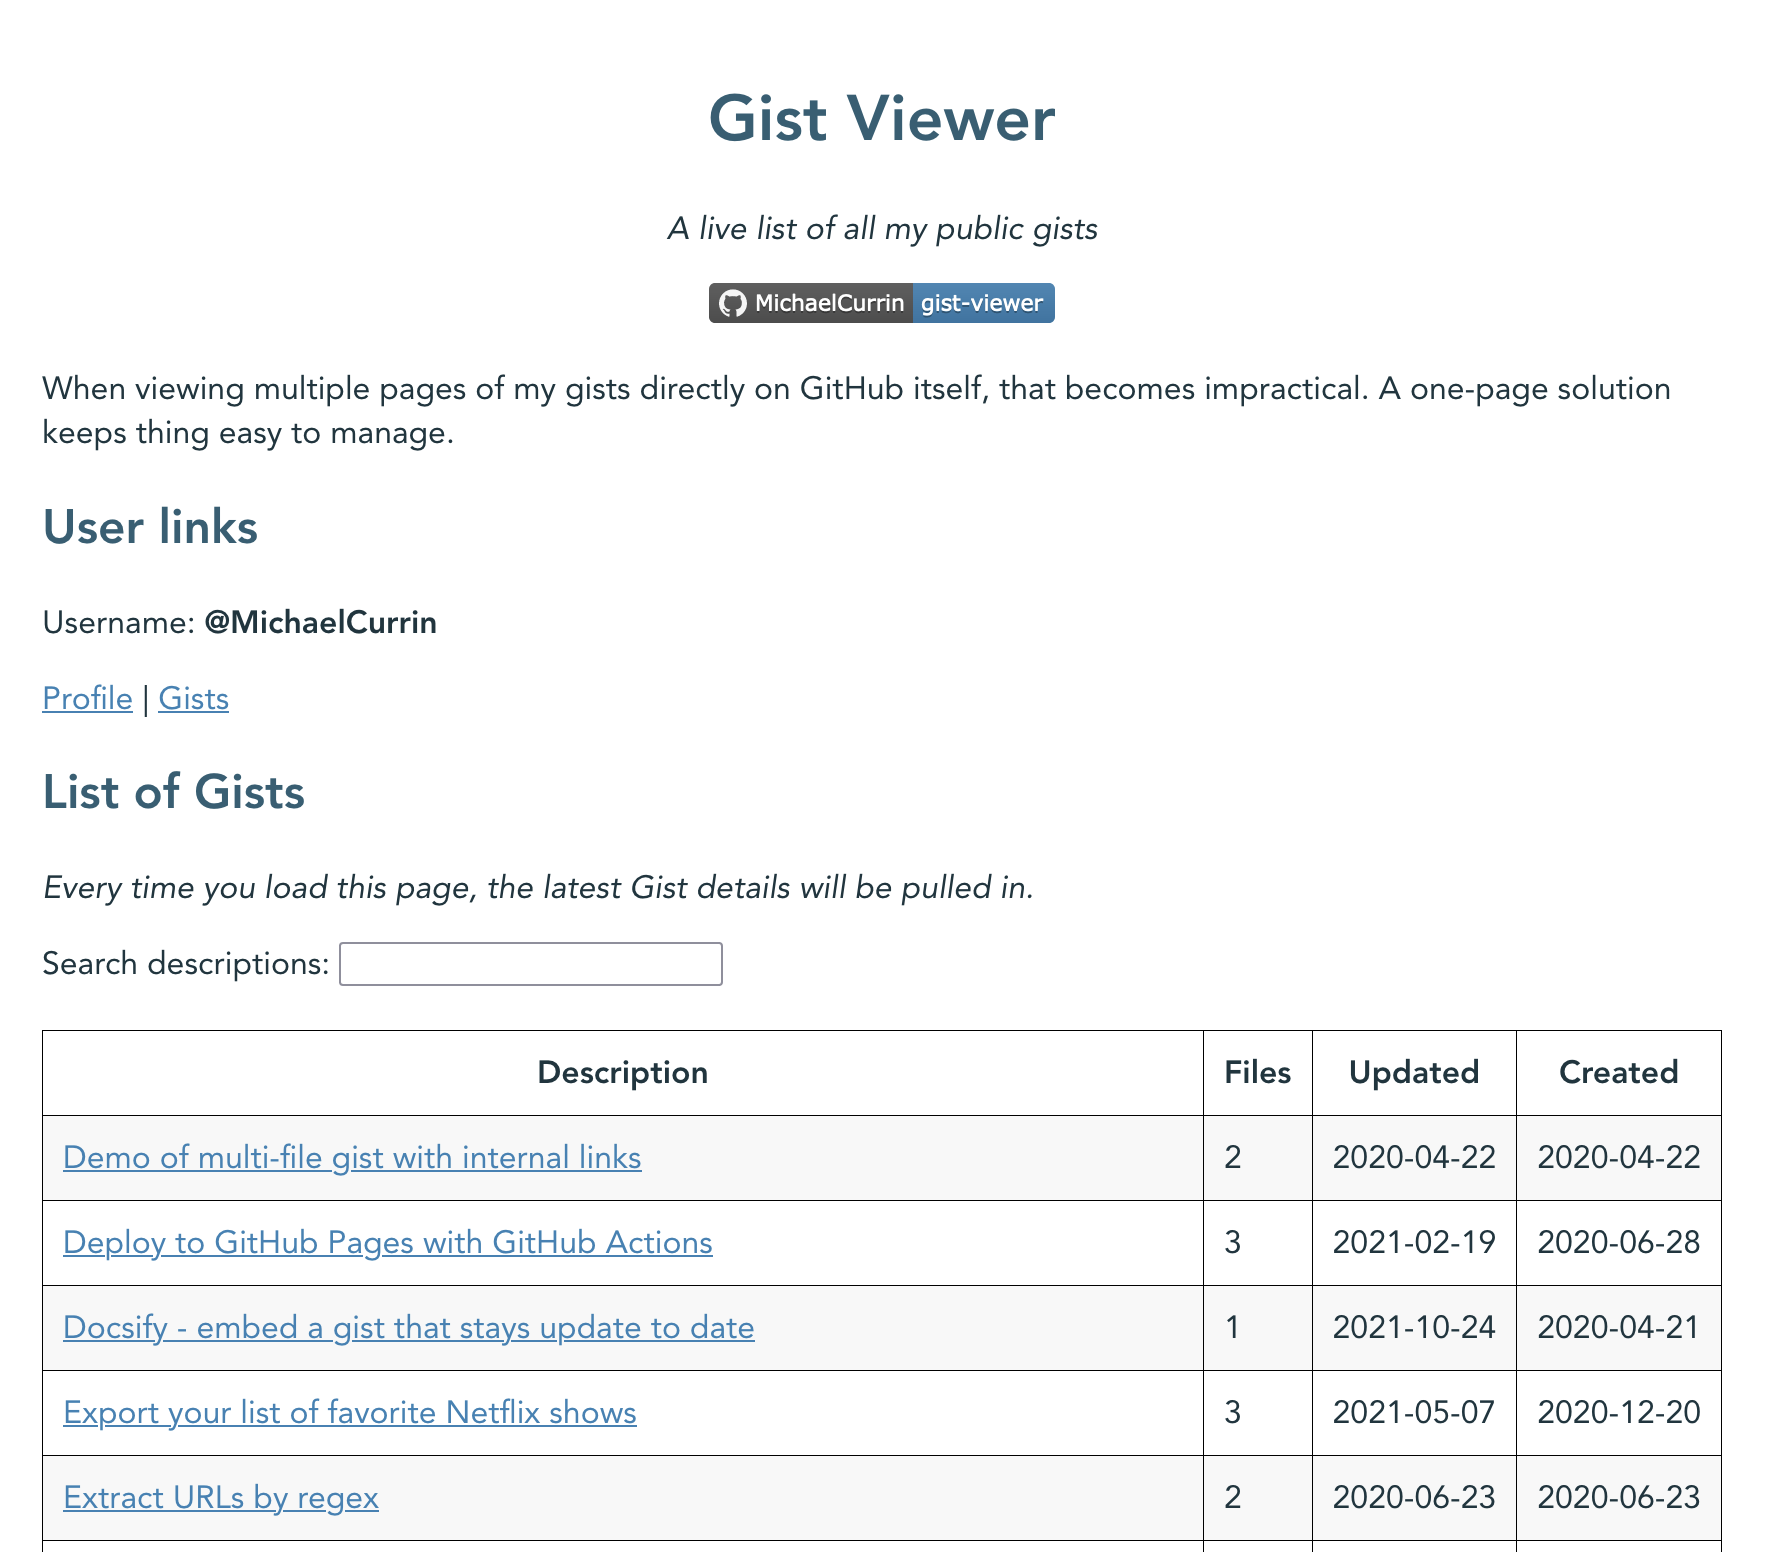 Gist Viewer
A live list of all my public gists
MichaelCurrin gist-viewer
When viewing multiple pages of my gists directly on GitHub itself, that becomes impractical. A one-page solution
keeps thing easy to manage.
User links
Username: @MichaelCurrin
Profile | Gists
List of Gists
Every time you load this page, the latest Gist details will be pulled in.
Search descriptions:
Description Files Updated Created
Demo of multi-file gist with internal links 2 2020-04-22 2020-04-22
Deploy to GitHub Pages with GitHub Actions 3 2021-02-19 2020-06-28
Docsify - embed a gist that stays update to date 1 2021-10-24 2020-04-21
Export your list of favorite Netflix shows 3 2021-05-07 2020-12-20
Extract URLs by regex 2 2020-06-23 2020-06-23